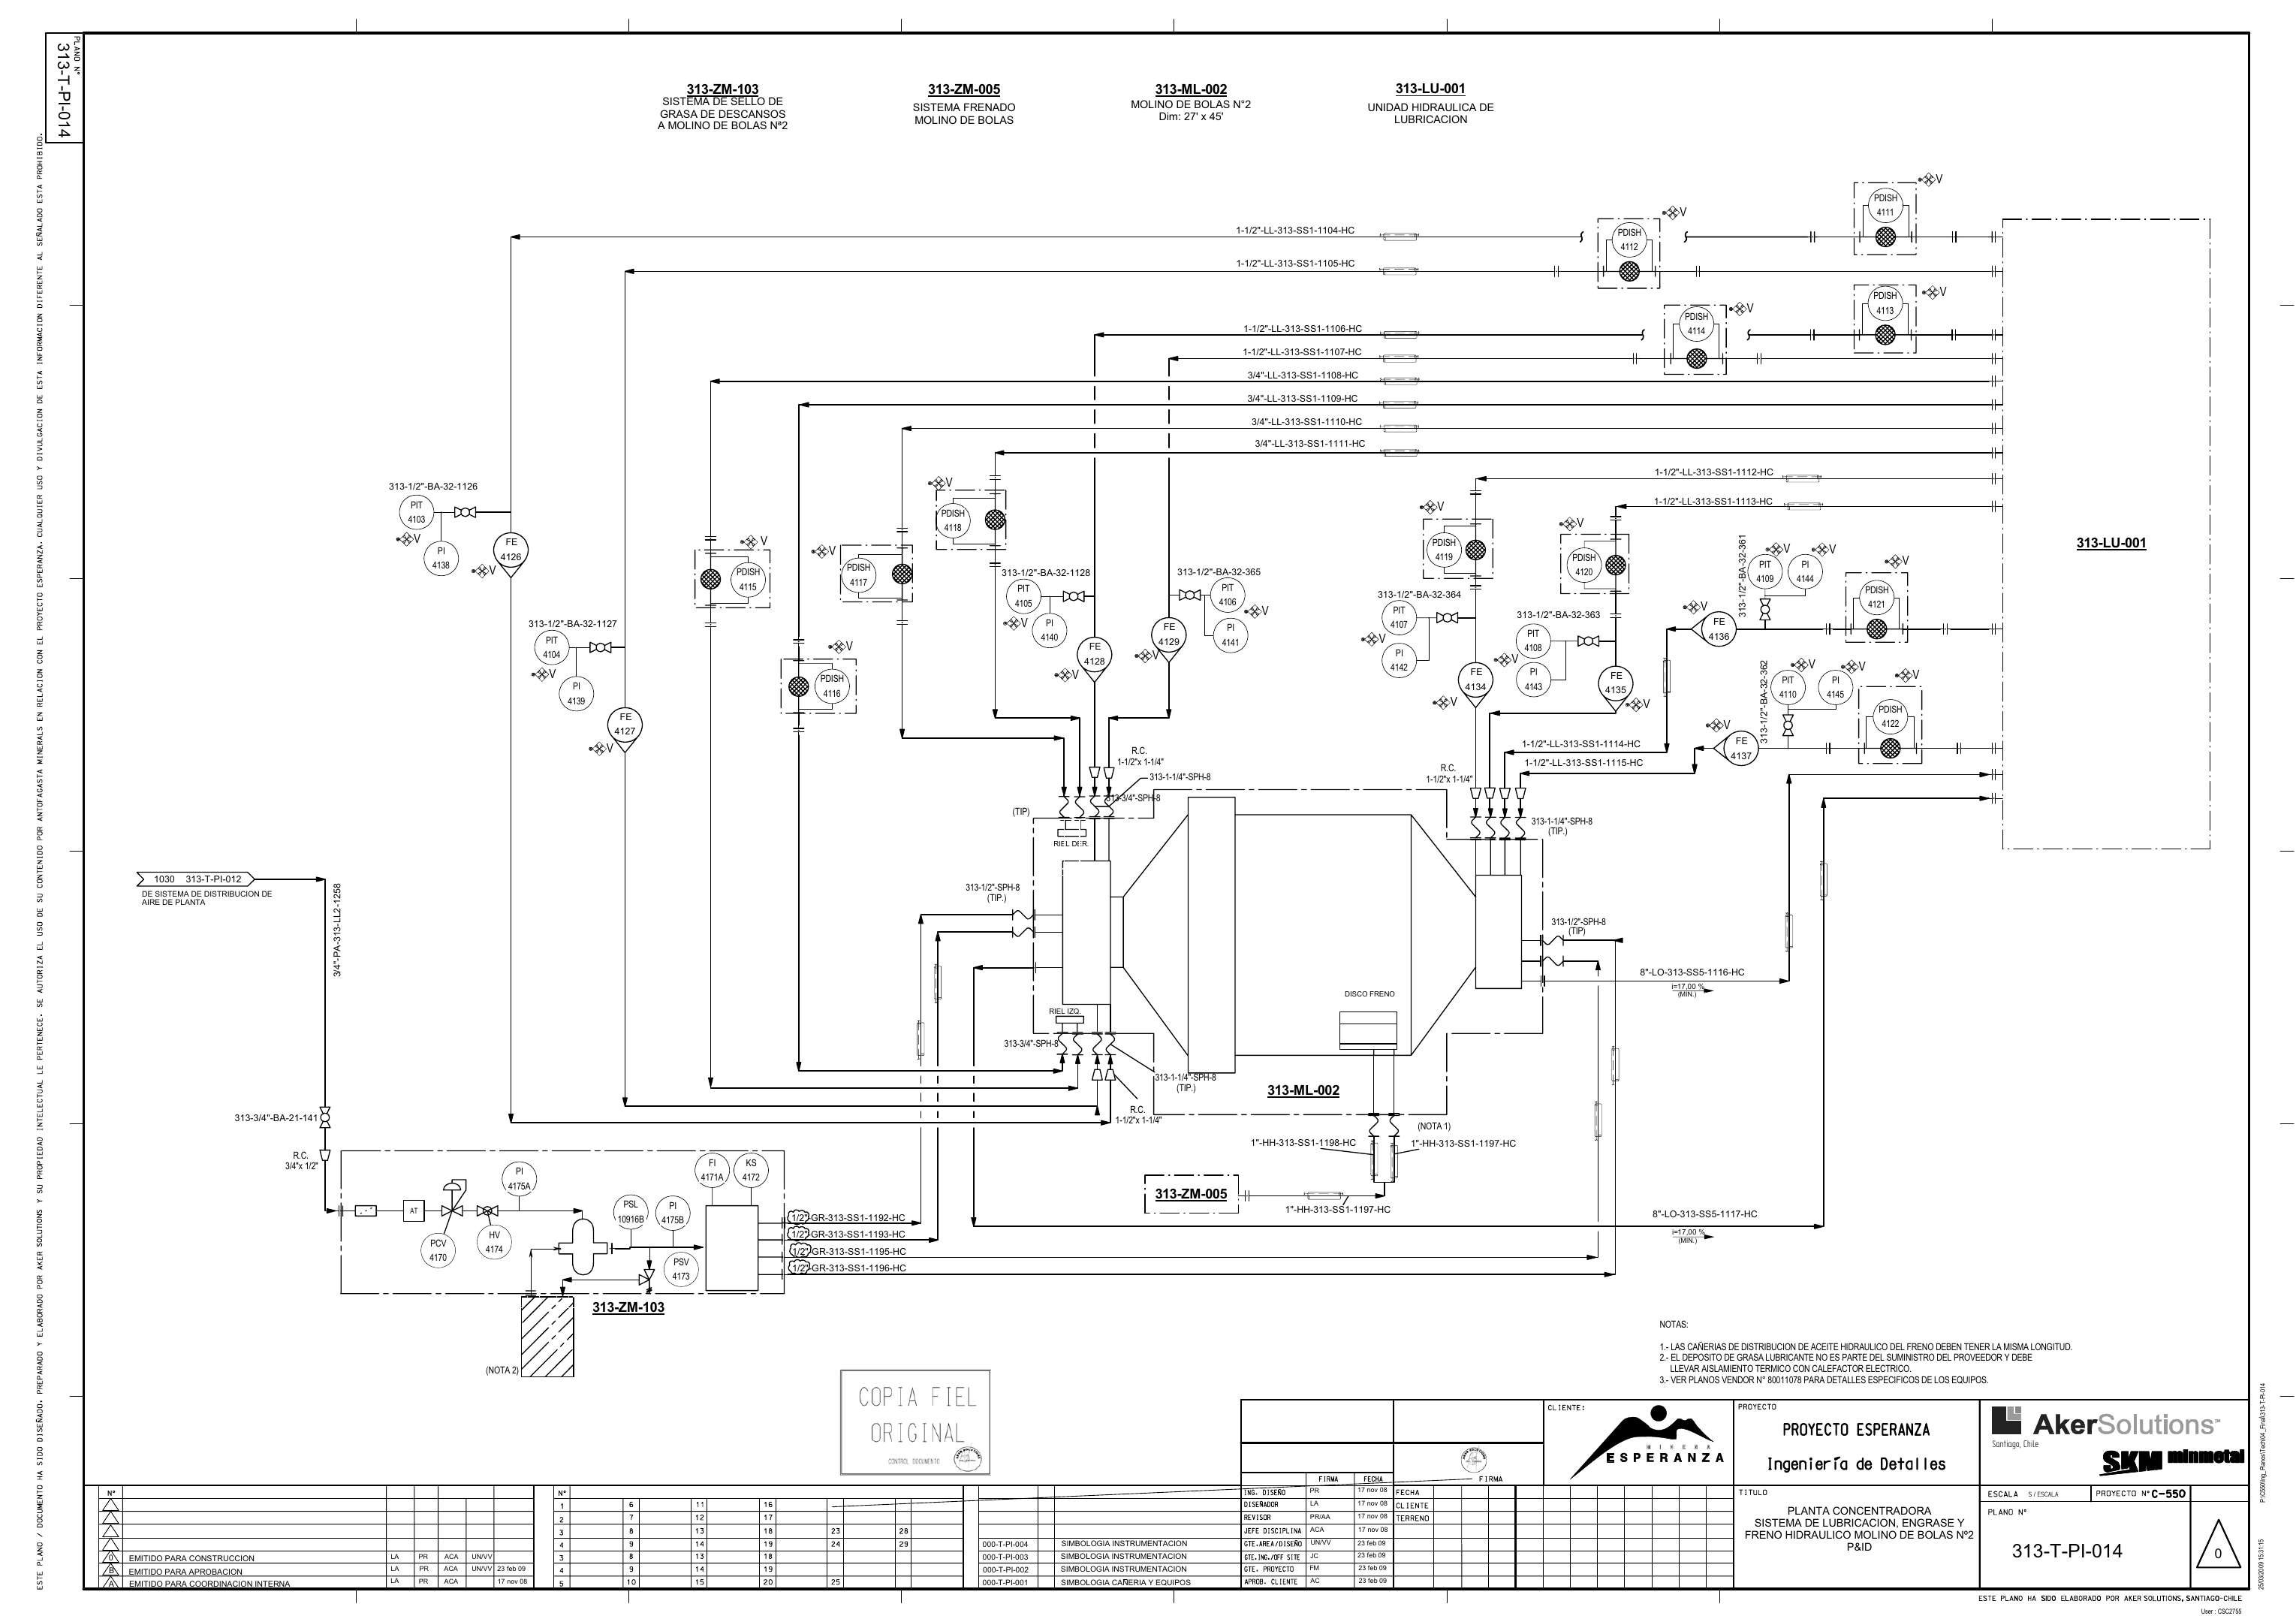 PLANO N°
313-T-PI-014
ESTE PLANO / DOCUMENTO HA SIDO DISEÑADO, PREPARADO Y ELABORADO POR AKER SOLUTIONS Y SU PROPIEDAD INTELECTUAL LE PERTENECE. SE AUTORIZA EL USO DE SU CONTENIDO POR ANTOFAGASTA MINERALS EN RELACION CON EL PROYECTO ESPERANZA. CUALQUIER USO Y DIVULGACION DE ESTA INFORMACION DIFERENTE AL SEÑALADO ESTA PROHIBIDO.
313-ZM-103
SISTEMA DE SELLO DE
GRASA DE DESCANSOS
A MOLINO DE BOLAS Nª2
313-ZM-005
SISTEMA FRENADO
MOLINO DE BOLAS
313-ML-002
MOLINO DE BOLAS N°2
Dim: 27' x 45'
313-LU-001
UNIDAD HIDRAULICA DE
LUBRICACION
V
PDISH
4111
V
PDISH
4112
1-1/2"-LL-313-SS1-1104-HC
1-1/2"-LL-313-SS1-1105-HC
V
PDISH
4113
V
PDISH
4114
1-1/2"-LL-313-SS1-1106-HC
1-1/2"-LL-313-SS1-1107-HC
3/4"-LL-313-SS1-1108-HC
3/4"-LL-313-SS1-1109-HC
3/4"-LL-313-SS1-1110-HC
3/4"-LL-313-SS1-1111-HC
1-1/2"-LL-313-SS1-1112-HC
1-1/2"-LL-313-SS1-1113-HC
313-LU-001
313-1/2"-BA-32-1126
PIT
4103
V
PI
4138
FE
4126
V
313-1/2"-BA-32-1127
PIT
4104
V
PI
4139
FE
4127
V
V
PDISH
4115
V
PDISH
4116
V
PDISH
4117
V
PDISH
4118
313-1/2"-BA-32-1128
PIT
4105
V
PI
4140
FE
4128
V
313-1/2"-BA-32-365
PIT
4106
V
PI
4141
FE
4129
V
V
PDISH
4119
313-1/2"-BA-32-364
PIT
4107
V
PI
4142
FE
4134
V
V
PDISH
4120
313-1/2"-BA-32-363
PIT
4108
V
PI
4143
FE
4135
V
313-1/2"-BA-32-361
V
PIT
4109
V
PI
4144
V
PDISH
4121
V
FE
4136
313-1/2"-BA-32-362
V
PIT
4110
V
PI
4145
V
PDISH
4122
V
FE
4137
1-1/2"-LL-313-SS1-1114-HC
1-1/2"-LL-313-SS1-1115-HC
R.C.
1-1/2"x 1-1/4"
313-1-1/4"-SPH-8
313-3/4"-SPH-8
(TIP)
RIEL DER.
R.C.
1-1/2"x 1-1/4"
313-1-1/4"-SPH-8
(TIP.)
1030 313-T-PI-012
DE SISTEMA DE DISTRIBUCION DE
AIRE DE PLANTA
3/4"-PA-313-LL2-1258
313-1/2"-SPH-8
(TIP.)
313-1/2"-SPH-8
(TIP)
8"-LO-313-SS5-1116-HC
i=17,00 %
(MIN.)
DISCO FRENO
RIEL IZQ.
313-3/4"-SPH-8
313-1-1/4"-SPH-8
(TIP.)
R.C.
1-1/2"x 1-1/4"
313-ML-002
(NOTA 1)
1"-HH-313-SS1-1198-HC
1"-HH-313-SS1-1197-HC
313-ZM-005
1"-HH-313-SS1-1197-HC
8"-LO-313-SS5-1117-HC
i=17,00 %
(MIN.)
313-3/4"-BA-21-141
R.C.
3/4"x 1/2"
AT
PCV
4170
HV
4174
PI
4175A
PSL
10916B
PI
4175B
PSV
4173
FI
4171A
KS
4172
1/2"-GR-313-SS1-1192-HC
1/2"-GR-313-SS1-1193-HC
1/2"-GR-313-SS1-1195-HC
1/2"-GR-313-SS1-1196-HC
313-ZM-103
(NOTA 2)
NOTAS:
1.- LAS CAÑERIAS DE DISTRIBUCION DE ACEITE HIDRAULICO DEL FRENO DEBEN TENER LA MISMA LONGITUD.
2.- EL DEPOSITO DE GRASA LUBRICANTE NO ES PARTE DEL SUMINISTRO DEL PROVEEDOR Y DEBE
LLEVAR AISLAMIENTO TERMICO CON CALEFACTOR ELECTRICO.
3.- VER PLANOS VENDOR N° 80011078 PARA DETALLES ESPECIFICOS DE LOS EQUIPOS.
COPIA FIEL
ORIGINAL
CONTROL DOCUMENTO
N°
0 EMITIDO PARA CONSTRUCCION LA PR ACA UN/VV
B EMITIDO PARA APROBACION LA PR ACA UN/VV 23 feb 09
A EMITIDO PARA COORDINACION INTERNA LA PR ACA 17 nov 08
N°
1 6 11 16
2 7 12 17
3 8 13 18 23 28
4 9 14 19 24 29
3 8 13 18
4 9 14 19
5 10 15 20 25
000-T-PI-004 SIMBOLOGIA INSTRUMENTACION
000-T-PI-003 SIMBOLOGIA INSTRUMENTACION
000-T-PI-002 SIMBOLOGIA INSTRUMENTACION
000-T-PI-001 SIMBOLOGIA CAÑERIA Y EQUIPOS
FIRMA FECHA FIRMA
ING. DISEÑO PR 17 nov 08 FECHA
DISEÑADOR LA 17 nov 08 CLIENTE
REVISOR PR/AA 17 nov 08 TERRENO
JEFE DISCIPLINA ACA 17 nov 08
GTE.AREA/DISEÑO UN/VV 23 feb 09
GTE.ING./OFF SITE JC 23 feb 09
GTE. PROYECTO FM 23 feb 09
APROB. CLIENTE AC 23 feb 09
CLIENTE:
MINERA
ESPERANZA
PROYECTO
PROYECTO ESPERANZA
Ingeniería de Detalles
AkerSolutions™
Santiago, Chile
SKM minmetal
TITULO
PLANTA CONCENTRADORA
SISTEMA DE LUBRICACION, ENGRASE Y
FRENO HIDRAULICO MOLINO DE BOLAS Nº2
P&ID
ESCALA S / ESCALA
PROYECTO N° C-550
PLANO N°
313-T-PI-014
0
ESTE PLANO HA SIDO ELABORADO POR AKER SOLUTIONS, SANTIAGO-CHILE
User : CSC2755
25/03/2009 15:31:15